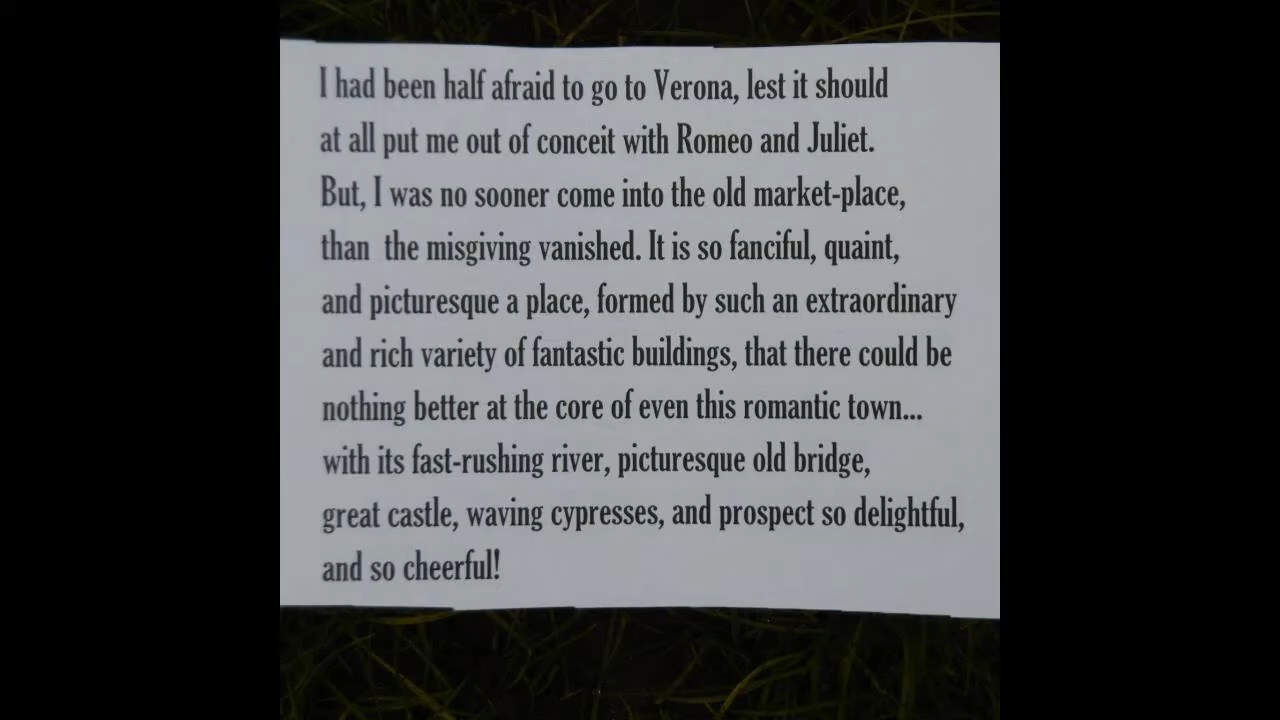 I had been half afraid to go to Verona, lest it should
at all put me out of conceit with Romeo and Juliet.
But, I was no sooner come into the old market-place,
than the misgiving vanished. It is so fanciful, quaint,
and picturesque a place, formed by such an extraordinary
and rich variety of fantastic buildings, that there could be
nothing better at the core of even this romantic town...
with its fast-rushing river, picturesque old bridge,
great castle, waving cypresses, and prospect so delightful,
and so cheerful!